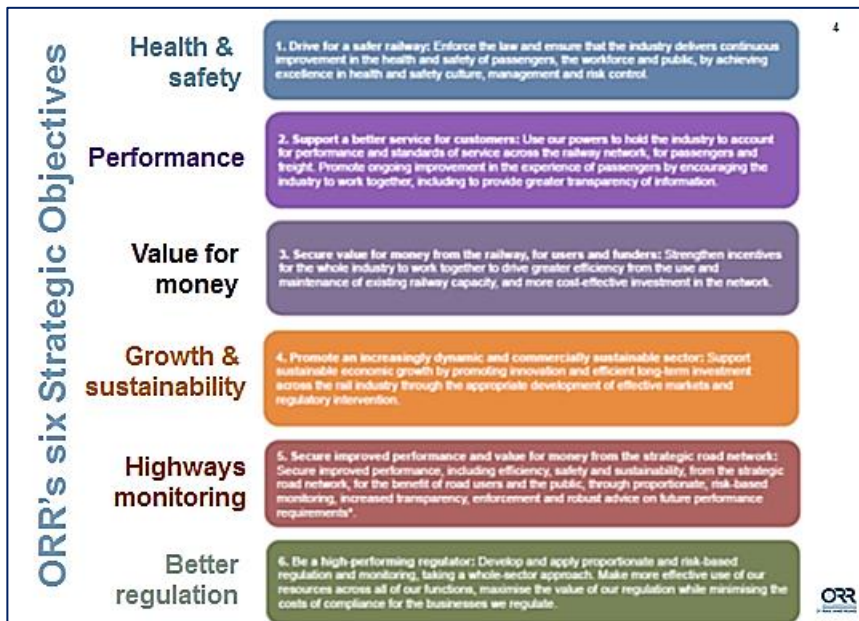 4
ORR's six Strategic Objectives
Health &
safety
1. Drive for a safer railway: Enforce the law and ensure that the industry delivers continuous
improvement in the health and safety of passengers, the workforce and public, by achieving
excellence in health and safety culture, management and risk control.
Performance
2. Support a better service for customers: Use our powers to hold the industry to account
for performance and standards of service across the railway network, for passengers and
freight. Promote ongoing improvement in the experience of passengers by encouraging the
industry to work together, including to provide greater transparency of information.
Value for
money
3. Secure value for money from the railway, for users and funders: Strengthen incentives
for the whole industry to work together to drive greater efficiency from the use and
maintenance of existing railway capacity, and more cost-effective investment in the network.
Growth &
sustainability
4. Promote an increasingly dynamic and commercially sustainable sector: Support
sustainable economic growth by promoting innovation and efficient long-term investment
across the rail industry through the appropriate development of effective markets and
regulatory intervention.
Highways
monitoring
5. Secure improved performance and value for money from the strategic road network:
Secure improved performance, including efficiency, safety and sustainability, from the strategic
road network, for the benefit of road users and the public, through proportionate, risk-based
monitoring, increased transparency, enforcement and robust advice on future performance
requirements*.
Better
regulation
6. Be a high-performing regulator: Develop and apply proportionate and risk-based
regulation and monitoring, taking a whole-sector approach. Make more effective use of our
resources across all of our functions, maximise the value of our regulation while minimising the
costs of compliance for the businesses we regulate.
ORR